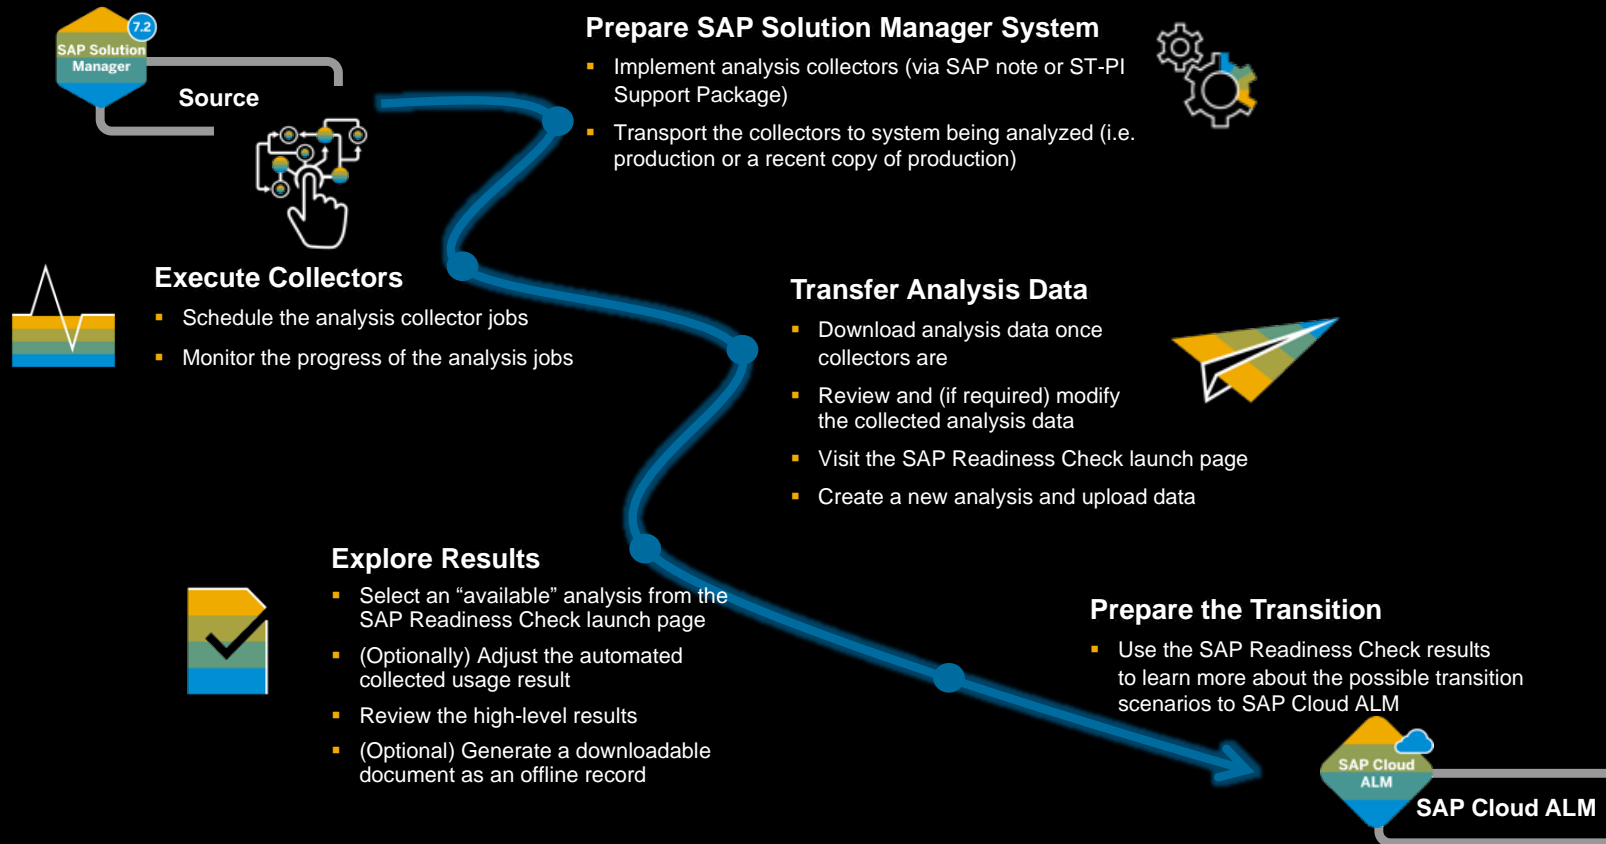 7.2
SAP Solution
Manager
Source
Prepare SAP Solution Manager System
▪ Implement analysis collectors (via SAP note or ST-PI
Support Package)
▪ Transport the collectors to system being analyzed (i.e.
production or a recent copy of production)
Execute Collectors
▪ Schedule the analysis collector jobs
▪ Monitor the progress of the analysis jobs
Transfer Analysis Data
▪ Download analysis data once
collectors are
▪ Review and (if required) modify
the collected analysis data
▪ Visit the SAP Readiness Check launch page
▪ Create a new analysis and upload data
Explore Results
▪ Select an “available” analysis from the
SAP Readiness Check launch page
▪ (Optionally) Adjust the automated
collected usage result
▪ Review the high-level results
▪ (Optional) Generate a downloadable
document as an offline record
Prepare the Transition
▪ Use the SAP Readiness Check results
to learn more about the possible transition
scenarios to SAP Cloud ALM
SAP Cloud
ALM
SAP Cloud ALM